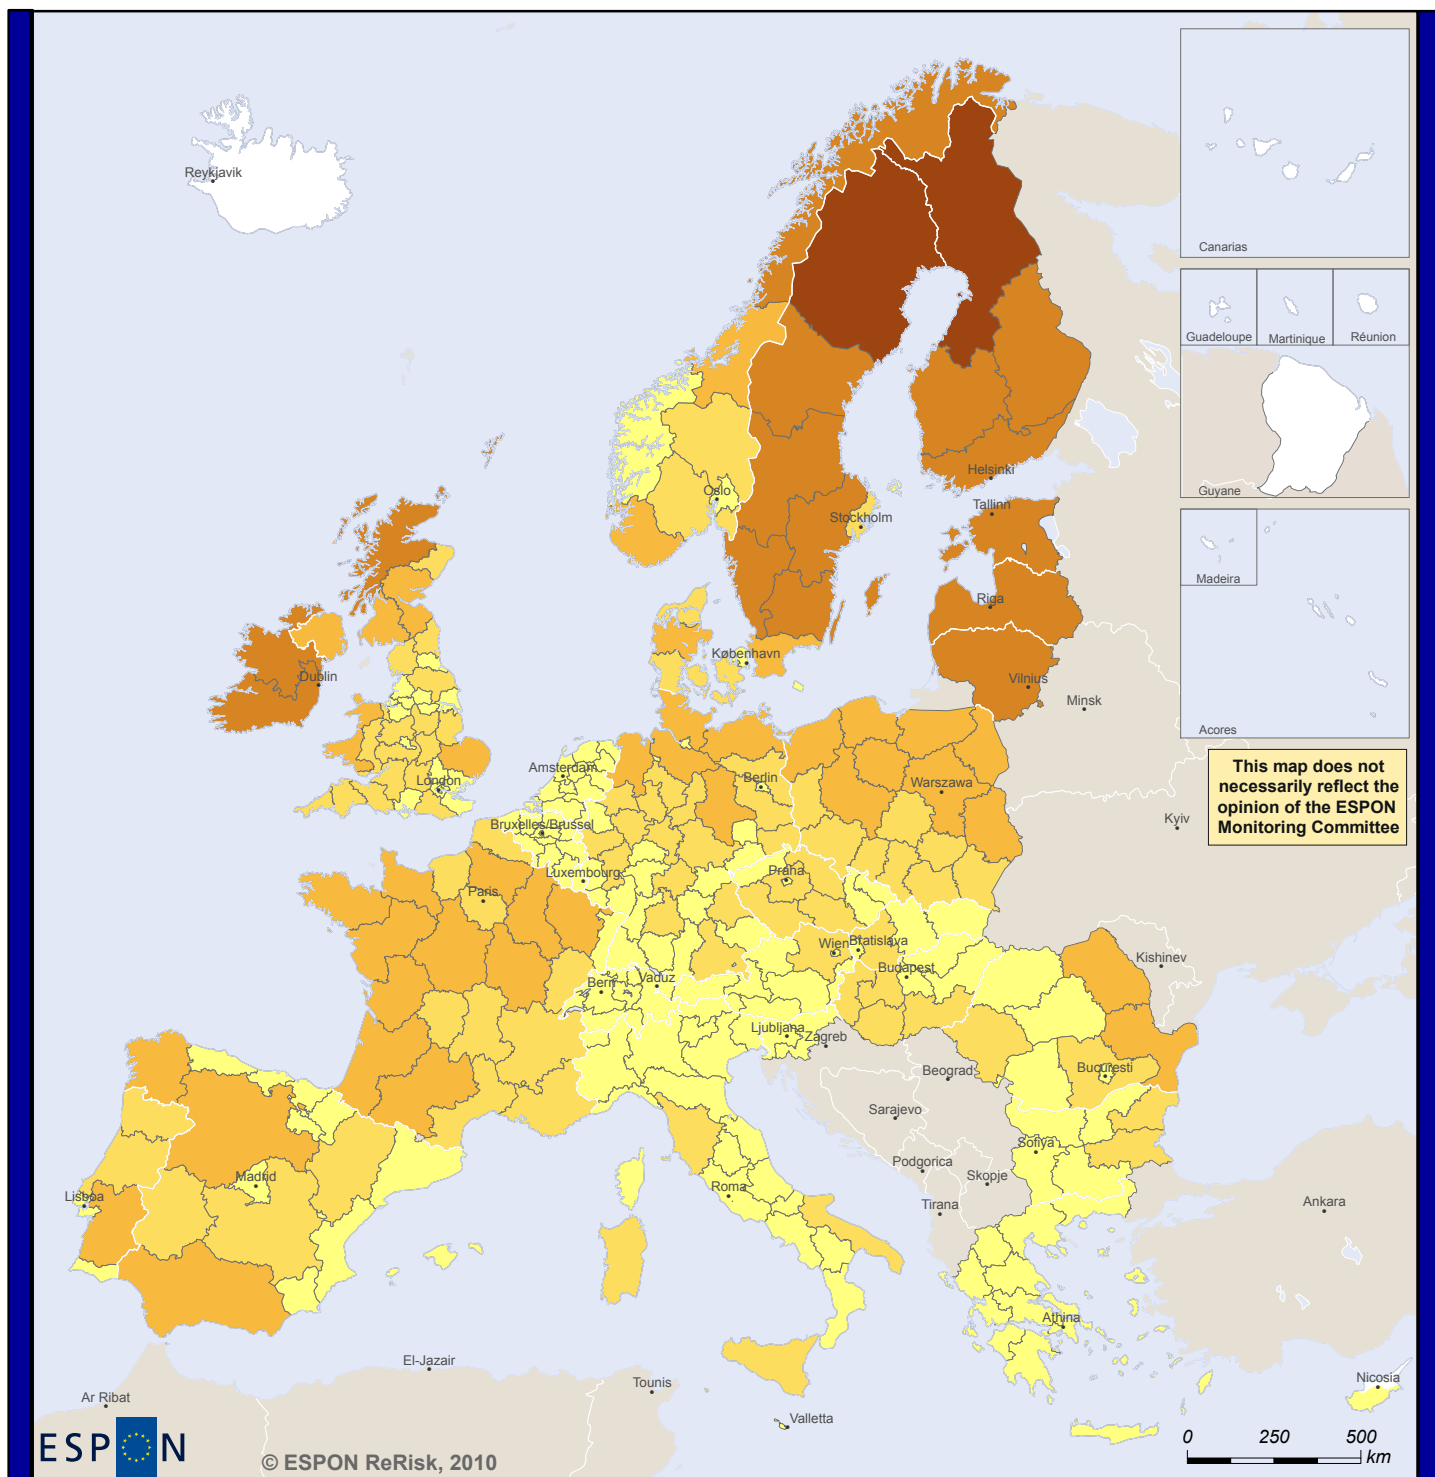 Reykjavik
Canarias
Guadeloupe
Martinique
Réunion
Guyane
Madeira
Acores
This map does not
necessarily reflect the
opinion of the ESPON
Monitoring Committee
Oslo
Stockholm
Helsinki
Tallinn
Riga
Vilnius
Minsk
København
Dublin
London
Amsterdam
Bruxelles/Brussel
Luxembourg
Berlin
Warszawa
Kyiv
Paris
Praha
Wien
Bratislava
Budapest
Kishinev
Bern
Vaduz
Ljubljana
Zagreb
Beograd
Bucuresti
Sarajevo
Sofiya
Podgorica
Skopje
Tirana
Madrid
Lisboa
Roma
Ankara
Athina
El-Jazair
Tounis
Ar Ribat
Valletta
Nicosia
ESPON
© ESPON ReRisk, 2010
0 250 500
km